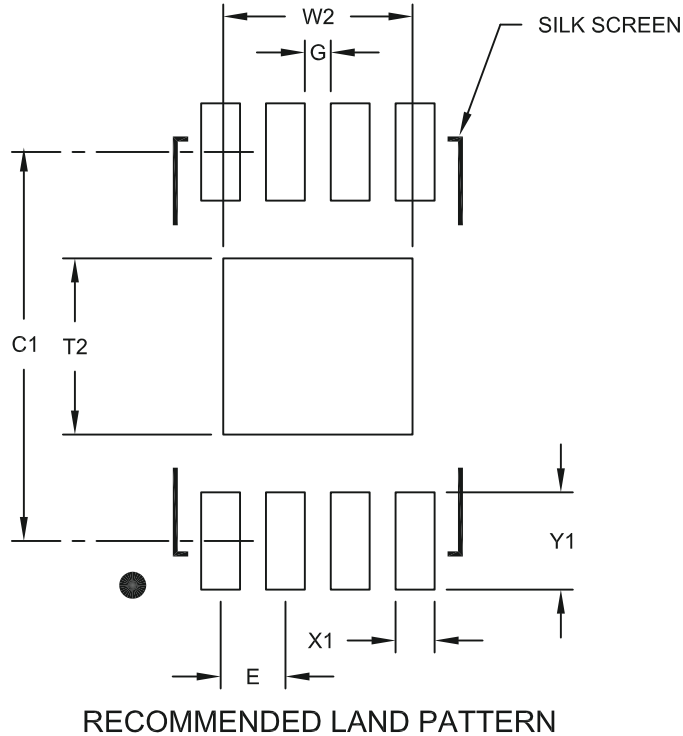 W2
SILK SCREEN
G
C1
T2
Y1
X1
E
RECOMMENDED LAND PATTERN